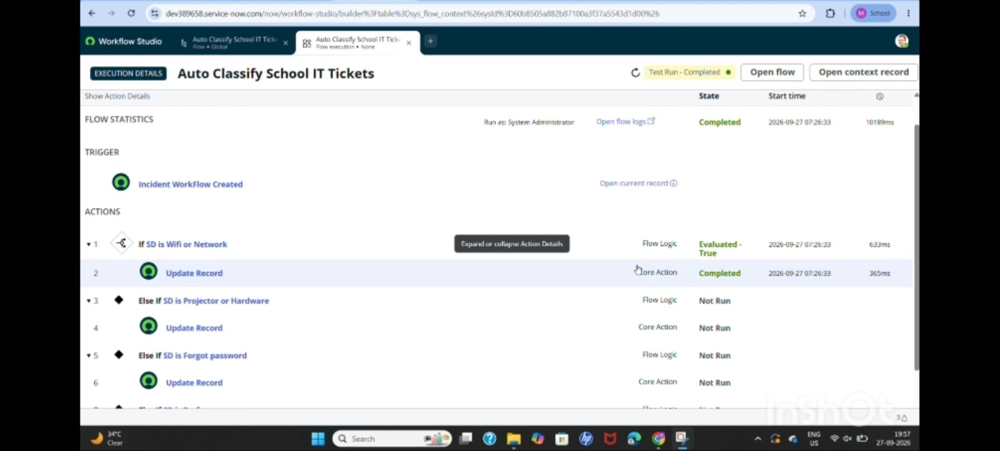 dev389658.service-now.com/now/workflow-studio/builder%3Ftable%3Dsys_flow_context%26sysId%3D60b8505a882b87100a3f37a5543d1d00%26
School
Workflow Studio
Auto Classify School IT Ticke
Flow • Global
Auto Classify School IT Ticke
Flow execution • None
EXECUTION DETAILS
Auto Classify School IT Tickets
Test Run - Completed
Open flow
Open context record
Show Action Details
State
Start time
FLOW STATISTICS
Run as: System Administrator
Open flow logs
Completed
2026-09-27 07:26:33
10189ms
TRIGGER
Incident WorkFlow Created
Open current record
ACTIONS
1
If SD is Wifi or Network
Expand or collapse Action Details
Flow Logic
Evaluated - True
2026-09-27 07:26:33
633ms
2
Update Record
Core Action
Completed
2026-09-27 07:26:33
365ms
3
Else If SD is Projector or Hardware
Flow Logic
Not Run
4
Update Record
Core Action
Not Run
5
Else If SD is Forgot password
Flow Logic
Not Run
6
Update Record
Core Action
Not Run
InShOt
3
34°C
Clear
Search
ENG
US
19:57
27-09-2026